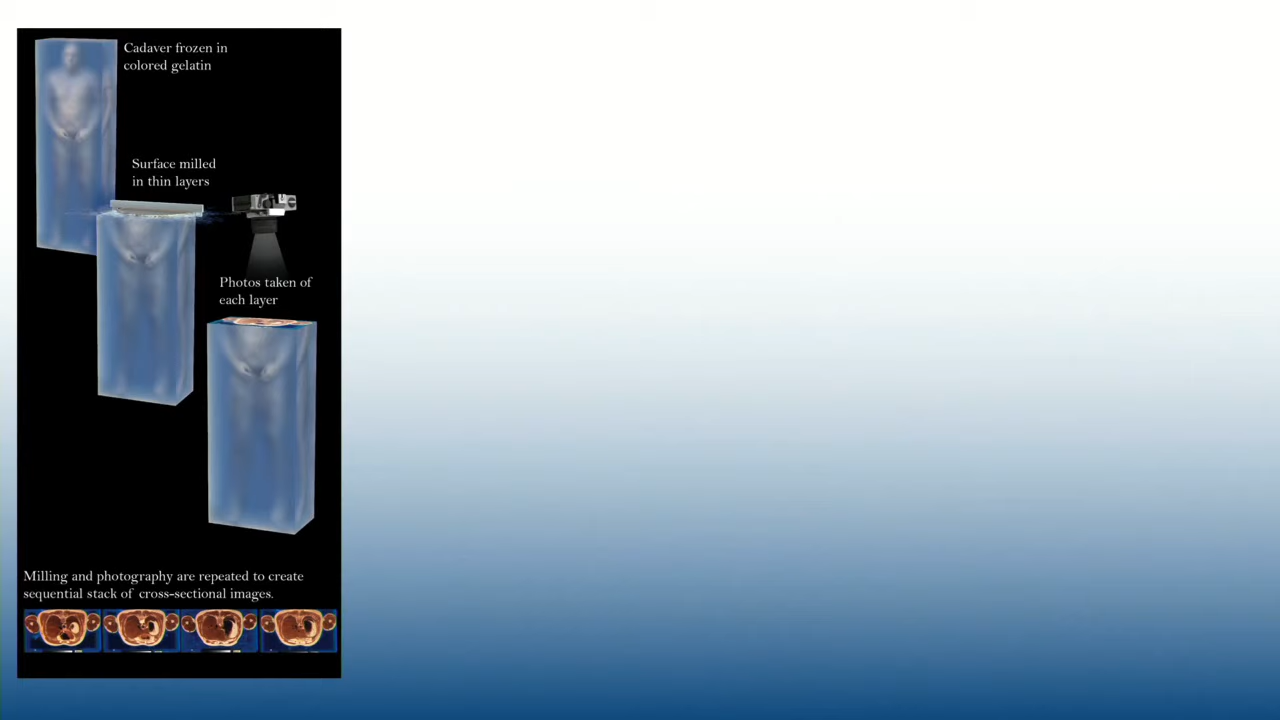 Cadaver frozen in
colored gelatin
Surface milled
in thin layers
Photos taken of
each layer
Milling and photography are repeated to create
sequential stack of cross-sectional images.